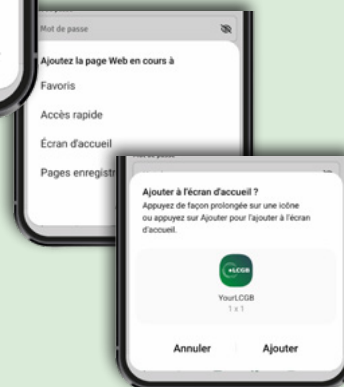 Mot de passe
Ajoutez la page Web en cours à
Favoris
Accès rapide
Écran d'accueil
Pages enregistr
Ajouter à l'écran d'accueil ?
Appuyez de façon prolongée sur une icône
ou appuyez sur Ajouter pour l'ajouter à l'écran
d'accueil.
LCGB
YourLCGB
1 x 1
Annuler Ajouter